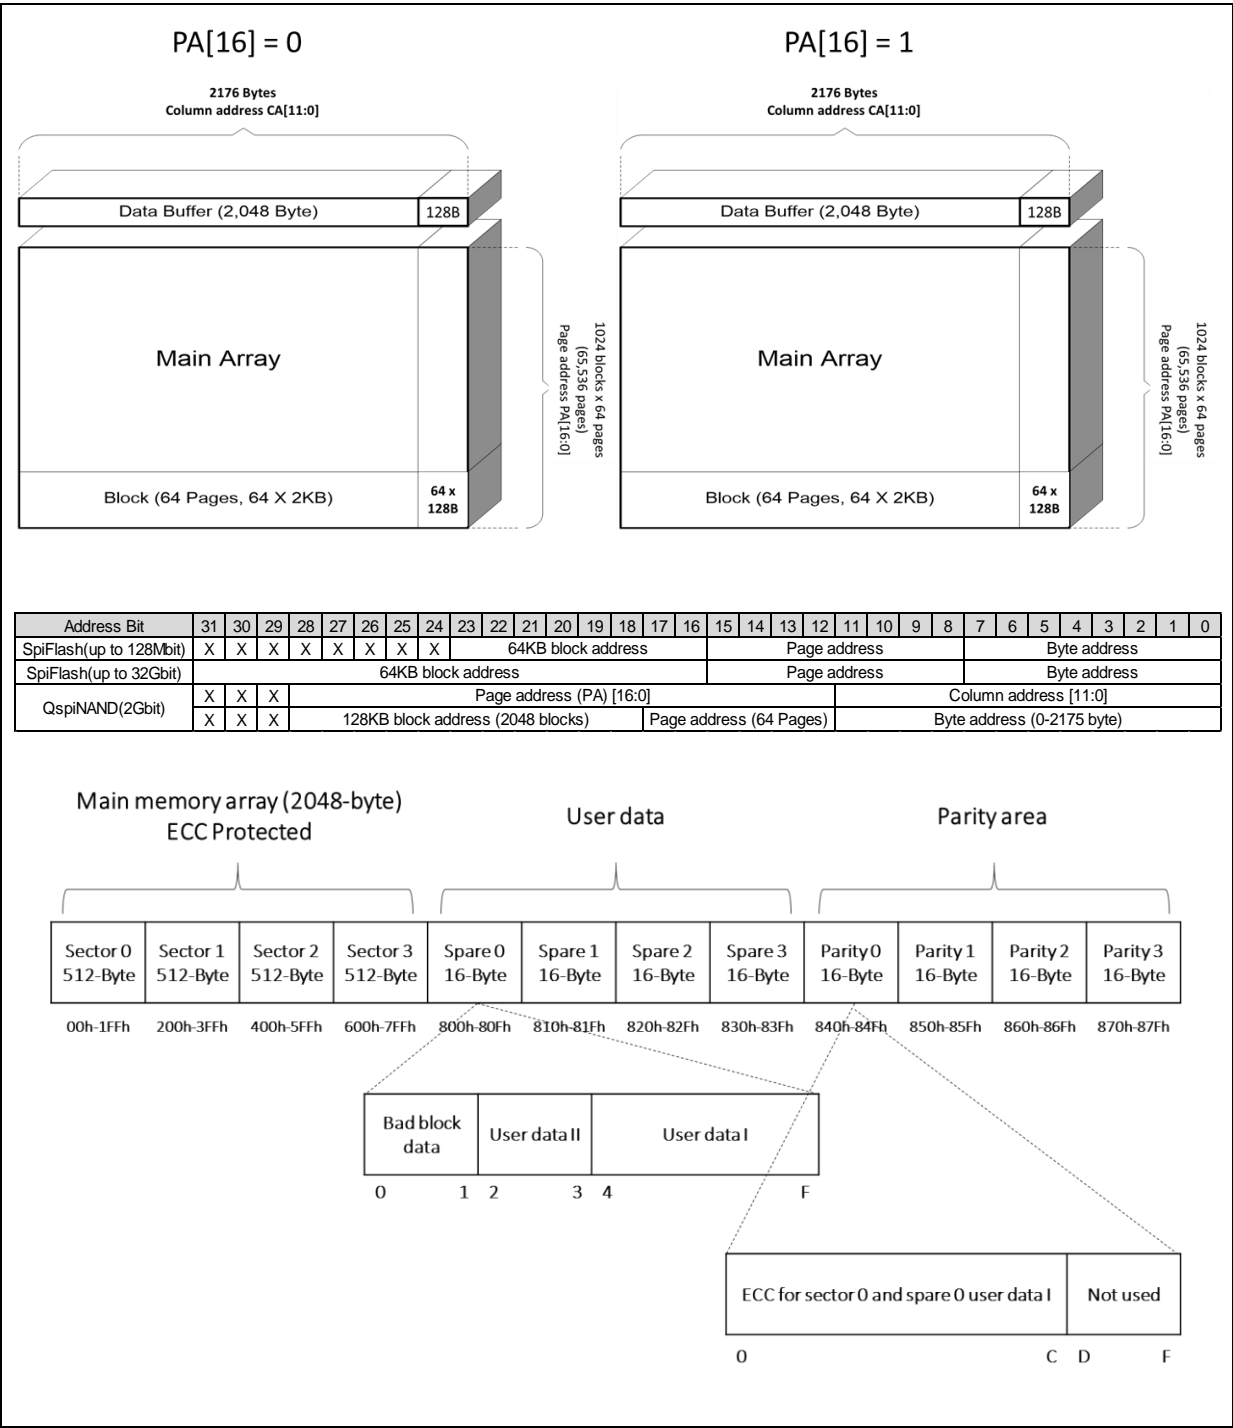 PA[16] = 0
PA[16] = 1
2176 Bytes
Column address CA[11:0]
2176 Bytes
Column address CA[11:0]
Data Buffer (2,048 Byte)
128B
Data Buffer (2,048 Byte)
128B
Main Array
1024 blocks x 64 pages
(65,536 pages)
Page address PA[16:0]
Main Array
1024 blocks x 64 pages
(65,536 pages)
Page address PA[16:0]
Block (64 Pages, 64 X 2KB)
64 x
128B
Block (64 Pages, 64 X 2KB)
64 x
128B
Address Bit 31 30 29 28 27 26 25 24 23 22 21 20 19 18 17 16 15 14 13 12 11 10 9 8 7 6 5 4 3 2 1 0
SpiFlash(up to 128Mbit) X X X X X X X X 64KB block address Page address Byte address
SpiFlash(up to 32Gbit) 64KB block address Page address Byte address
QspiNAND(2Gbit)
X X X Page address (PA) [16:0] Column address [11:0]
X X X 128KB block address (2048 blocks) Page address (64 Pages) Byte address (0-2175 byte)
Main memory array (2048-byte)
ECC Protected
User data
Parity area
Sector 0 Sector 1 Sector 2 Sector 3 Spare 0 Spare 1 Spare 2 Spare 3 Parity 0 Parity 1 Parity 2 Parity 3
512-Byte 512-Byte 512-Byte 512-Byte 16-Byte 16-Byte 16-Byte 16-Byte 16-Byte 16-Byte 16-Byte 16-Byte
00h-1FFh 200h-3FFh 400h-5FFh 600h-7FFh 800h-80Fh 810h-81Fh 820h-82Fh 830h-83Fh 840h-84Fh 850h-85Fh 860h-86Fh 870h-87Fh
Bad block
data
User data II
User data I
0 1 2 3 4 F
ECC for sector 0 and spare 0 user data I
Not used
0 C D F